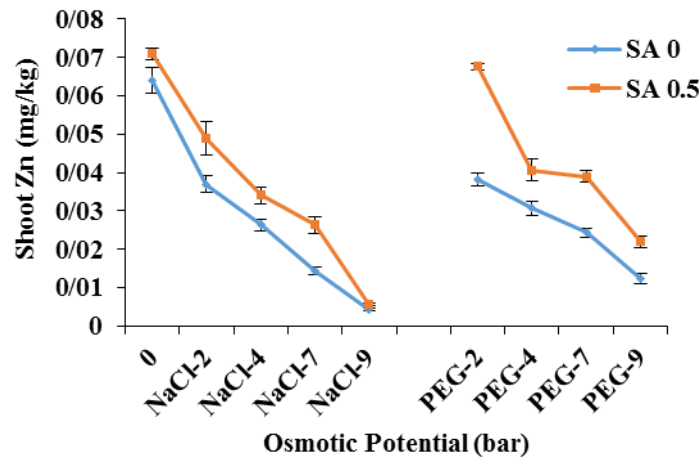 0/08
0/07
0/06
0/05
0/04
0/03
0/02
0/01
0
Shoot Zn (mg/kg)
SA 0
SA 0.5
0
NaCl-2
NaCl-4
NaCl-7
NaCl-9
PEG-2
PEG-4
PEG-7
PEG-9
Osmotic Potential (bar)